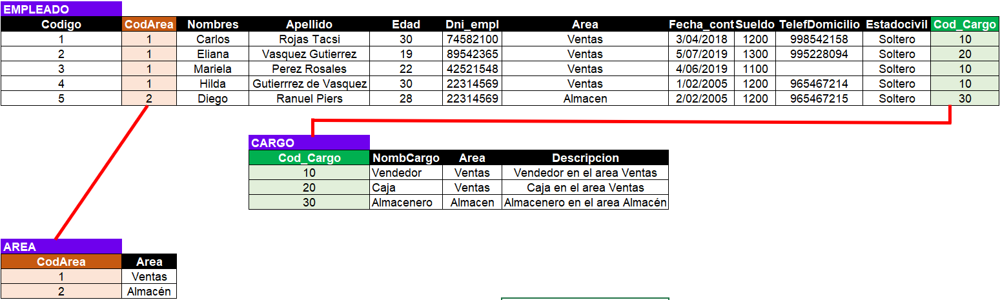 EMPLEADO
Codigo CodArea Nombres Apellido Edad Dni_empl Area Fecha_cont Sueldo TelefDomicilio Estadocivil Cod_Cargo
1 1 Carlos Rojas Tacsi 30 74582100 Ventas 3/04/2018 1200 998542158 Soltero 10
2 1 Eliana Vasquez Gutierrez 19 89542365 Ventas 5/07/2019 1300 995228094 Soltero 20
3 1 Mariela Perez Rosales 22 42521548 Ventas 4/06/2019 1100 Soltero 10
4 1 Hilda Gutierrrez de Vasquez 30 22314569 Ventas 1/02/2005 1200 965467214 Soltero 10
5 2 Diego Ranuel Piers 28 22314569 Almacen 2/02/2005 1200 965467215 Soltero 30
CARGO
Cod_Cargo NombCargo Area Descripcion
10 Vendedor Ventas Vendedor en el area Ventas
20 Caja Ventas Caja en el area Ventas
30 Almacenero Almacen Almacenero en el area Almacén
AREA
CodArea Area
1 Ventas
2 Almacén